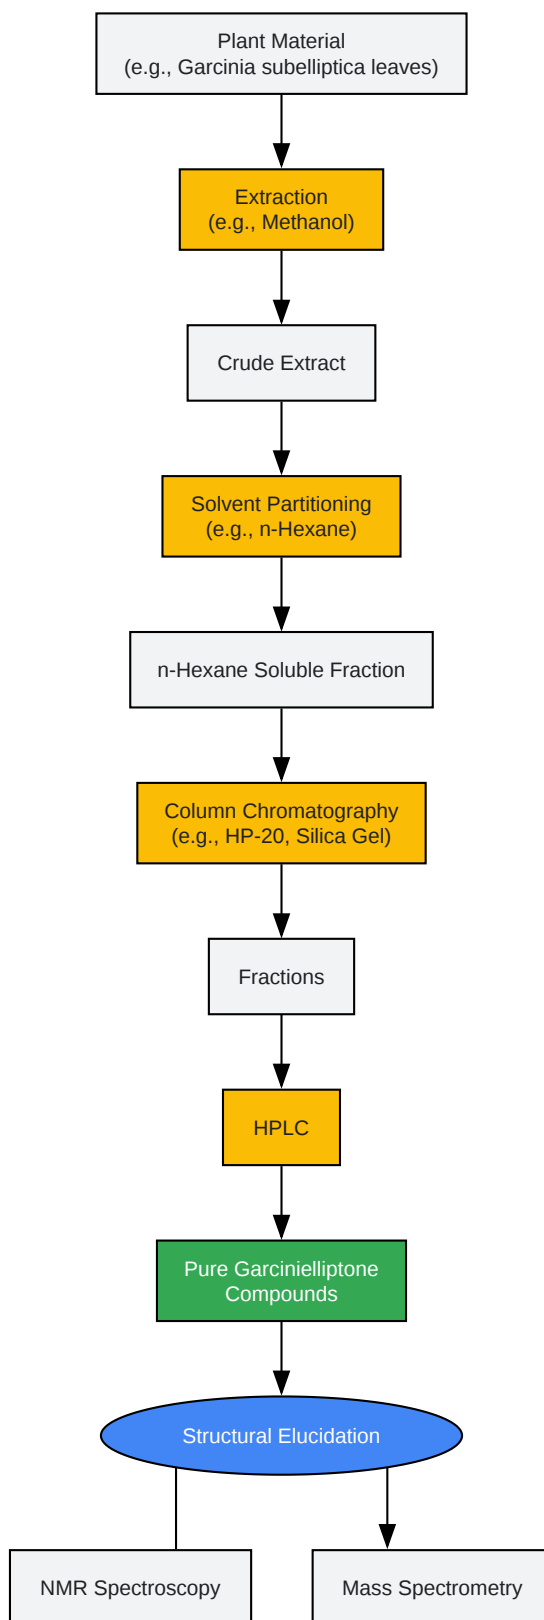 Plant Material
(e.g., Garcinia subelliptica leaves)
Extraction
(e.g., Methanol)
Crude Extract
Solvent Partitioning
(e.g., n-Hexane)
n-Hexane Soluble Fraction
Column Chromatography
(e.g., HP-20, Silica Gel)
Fractions
HPLC
Pure Garcinielliptone
Compounds
Structural Elucidation
NMR Spectroscopy
Mass Spectrometry